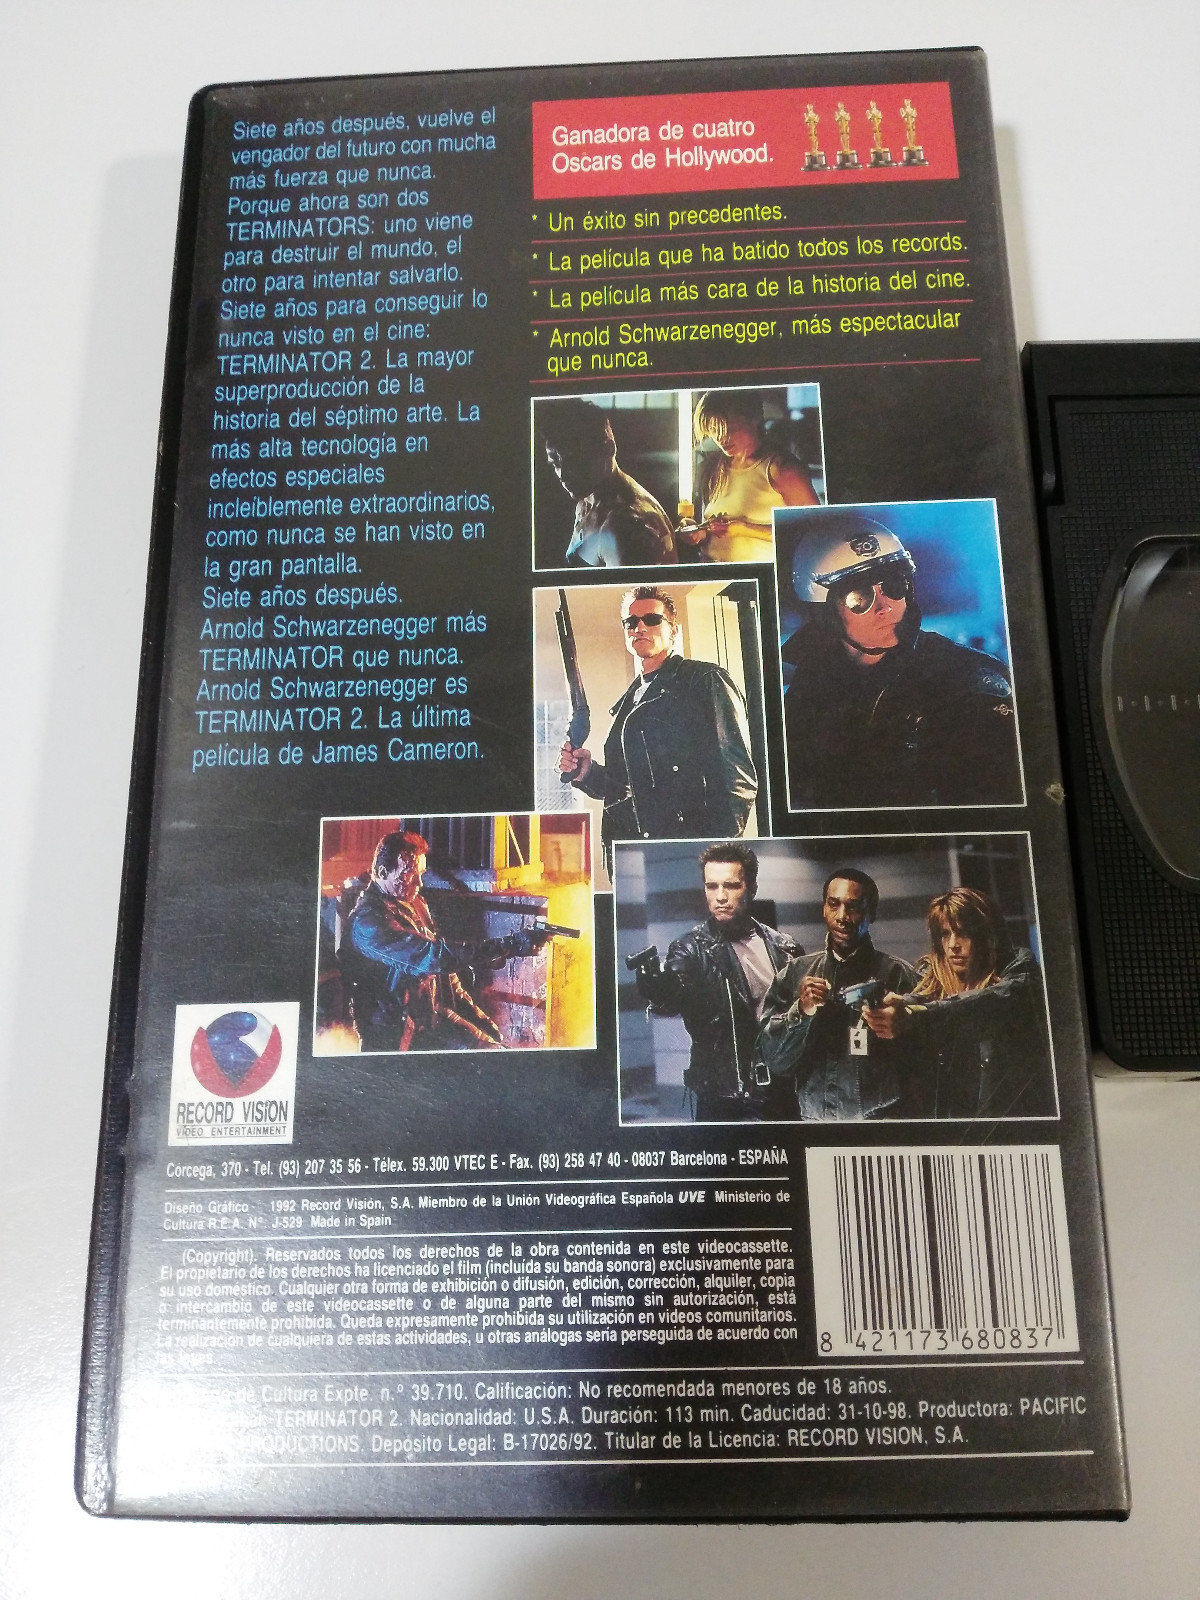 Siete años después, vuelve el
vengador del futuro con mucha
más fuerza que nunca.
Porque ahora son dos
TERMINATORS: uno viene
para destruir el mundo, el
otro para intentar salvarlo.
Siete años para conseguir lo
nunca visto en el cine:
TERMINATOR 2. La mayor
superproducción de la
historia del séptimo arte. La
más alta tecnología en
efectos especiales
incleíblemente extraordinarios,
como nunca se han visto en
la gran pantalla.
Siete años después.
Arnold Schwarzenegger más
TERMINATOR que nunca.
Arnold Schwarzenegger es
TERMINATOR 2. La última
película de James Cameron.
Ganadora de cuatro
Oscars de Hollywood.
* Un éxito sin precedentes.
* La película que ha batido todos los records.
* La película más cara de la historia del cine.
* Arnold Schwarzenegger, más espectacular
que nunca.
RECORD VISION
VIDEO ENTERTAINMENT
Córcega, 370 - Tel. (93) 207 35 56 - Télex. 59.300 VTEC E - Fax. (93) 258 47 40 - 08037 Barcelona - ESPAÑA
Diseño Gráfico - 1992 Record Visión, S.A. Miembro de la Unión Videográfica Española UVE Ministerio de
Cultura R.E.A. Nº. J-529 Made in Spain
(Copyright). Reservados todos los derechos de la obra contenida en este videocassette.
El propietario de los derechos ha licenciado el film (incluída su banda sonora) exclusivamente para
su uso doméstico. Cualquier otra forma de exhibición o difusión, edición, corrección, alquiler, copia
o intercambio de este videocassette o de alguna parte del mismo sin autorización, está
terminantemente prohibida. Queda expresamente prohibida su utilización en videos comunitarios.
La realización de cualquiera de estas actividades, u otras análogas sería perseguida de acuerdo con
las leyes.
8 421173 680837
de Cultura Expte. n.º 39.710. Calificación: No recomendada menores de 18 años.
TERMINATOR 2. Nacionalidad: U.S.A. Duración: 113 min. Caducidad: 31-10-98. Productora: PACIFIC
PRODUCTIONS. Depósito Legal: B-17026/92. Titular de la Licencia: RECORD VISION, S.A.